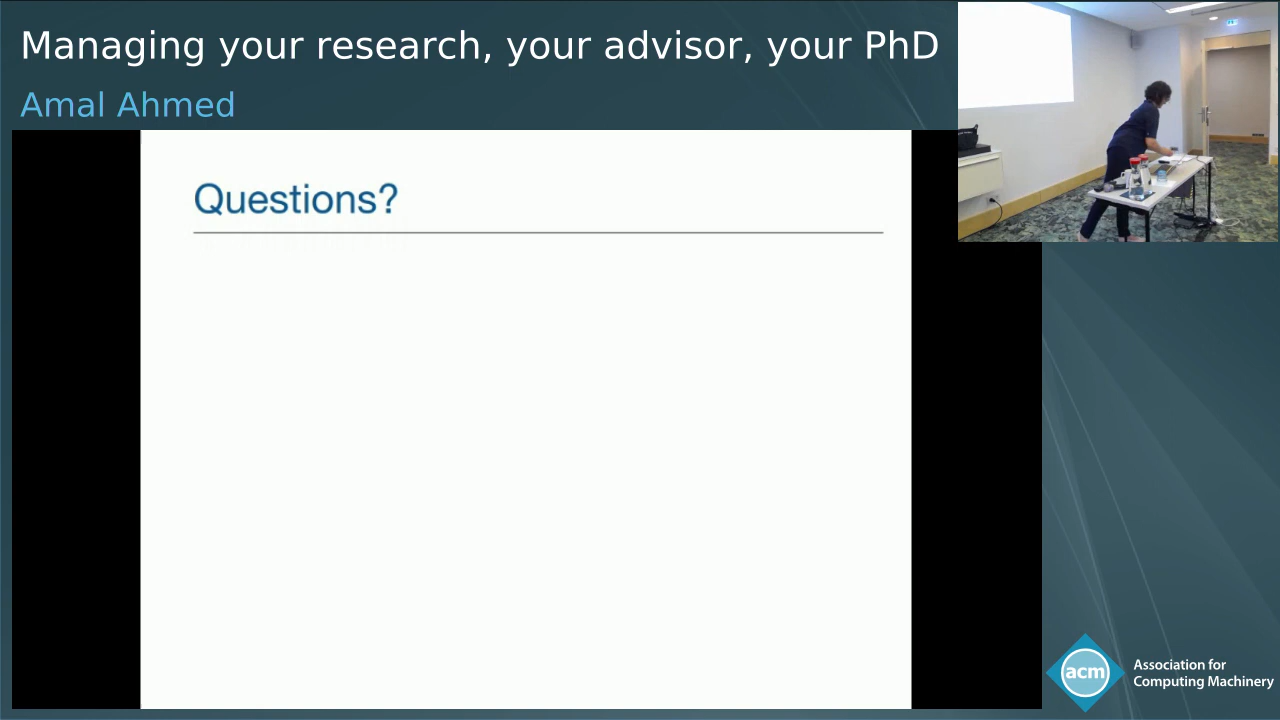 Managing your research, your advisor, your PhD
Amal Ahmed
Questions?
acm
Association for
Computing Machinery